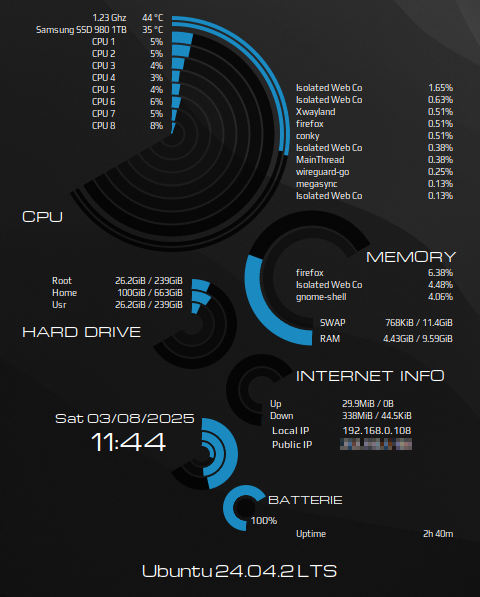 1.23 Ghz 44 °C
Samsung SSD 980 1TB 35 °C
CPU 1 5%
CPU 2 5%
CPU 3 4%
CPU 4 3%
CPU 5 4%
CPU 6 6%
CPU 7 5%
CPU 8 8%
Isolated Web Co 1.65%
Isolated Web Co 0.63%
Xwayland 0.51%
firefox 0.51%
conky 0.51%
Isolated Web Co 0.38%
MainThread 0.38%
wireguard-go 0.25%
megasync 0.13%
Isolated Web Co 0.13%
CPU
MEMORY
firefox 6.38%
Isolated Web Co 4.48%
gnome-shell 4.06%
Root 26.2GiB / 239GiB
Home 100GiB / 663GiB
Usr 26.2GiB / 239GiB
SWAP 768KiB / 11.4GiB
HARD DRIVE
RAM 4.43GiB / 9.59GiB
INTERNET INFO
Up 29.9MiB / 0B
Down 338MiB / 44.5KiB
Local IP 192.168.0.108
Public IP
Sat 03/08/2025
11:44
BATTERIE
100%
Uptime 2h 40m
Ubuntu 24.04.2 LTS